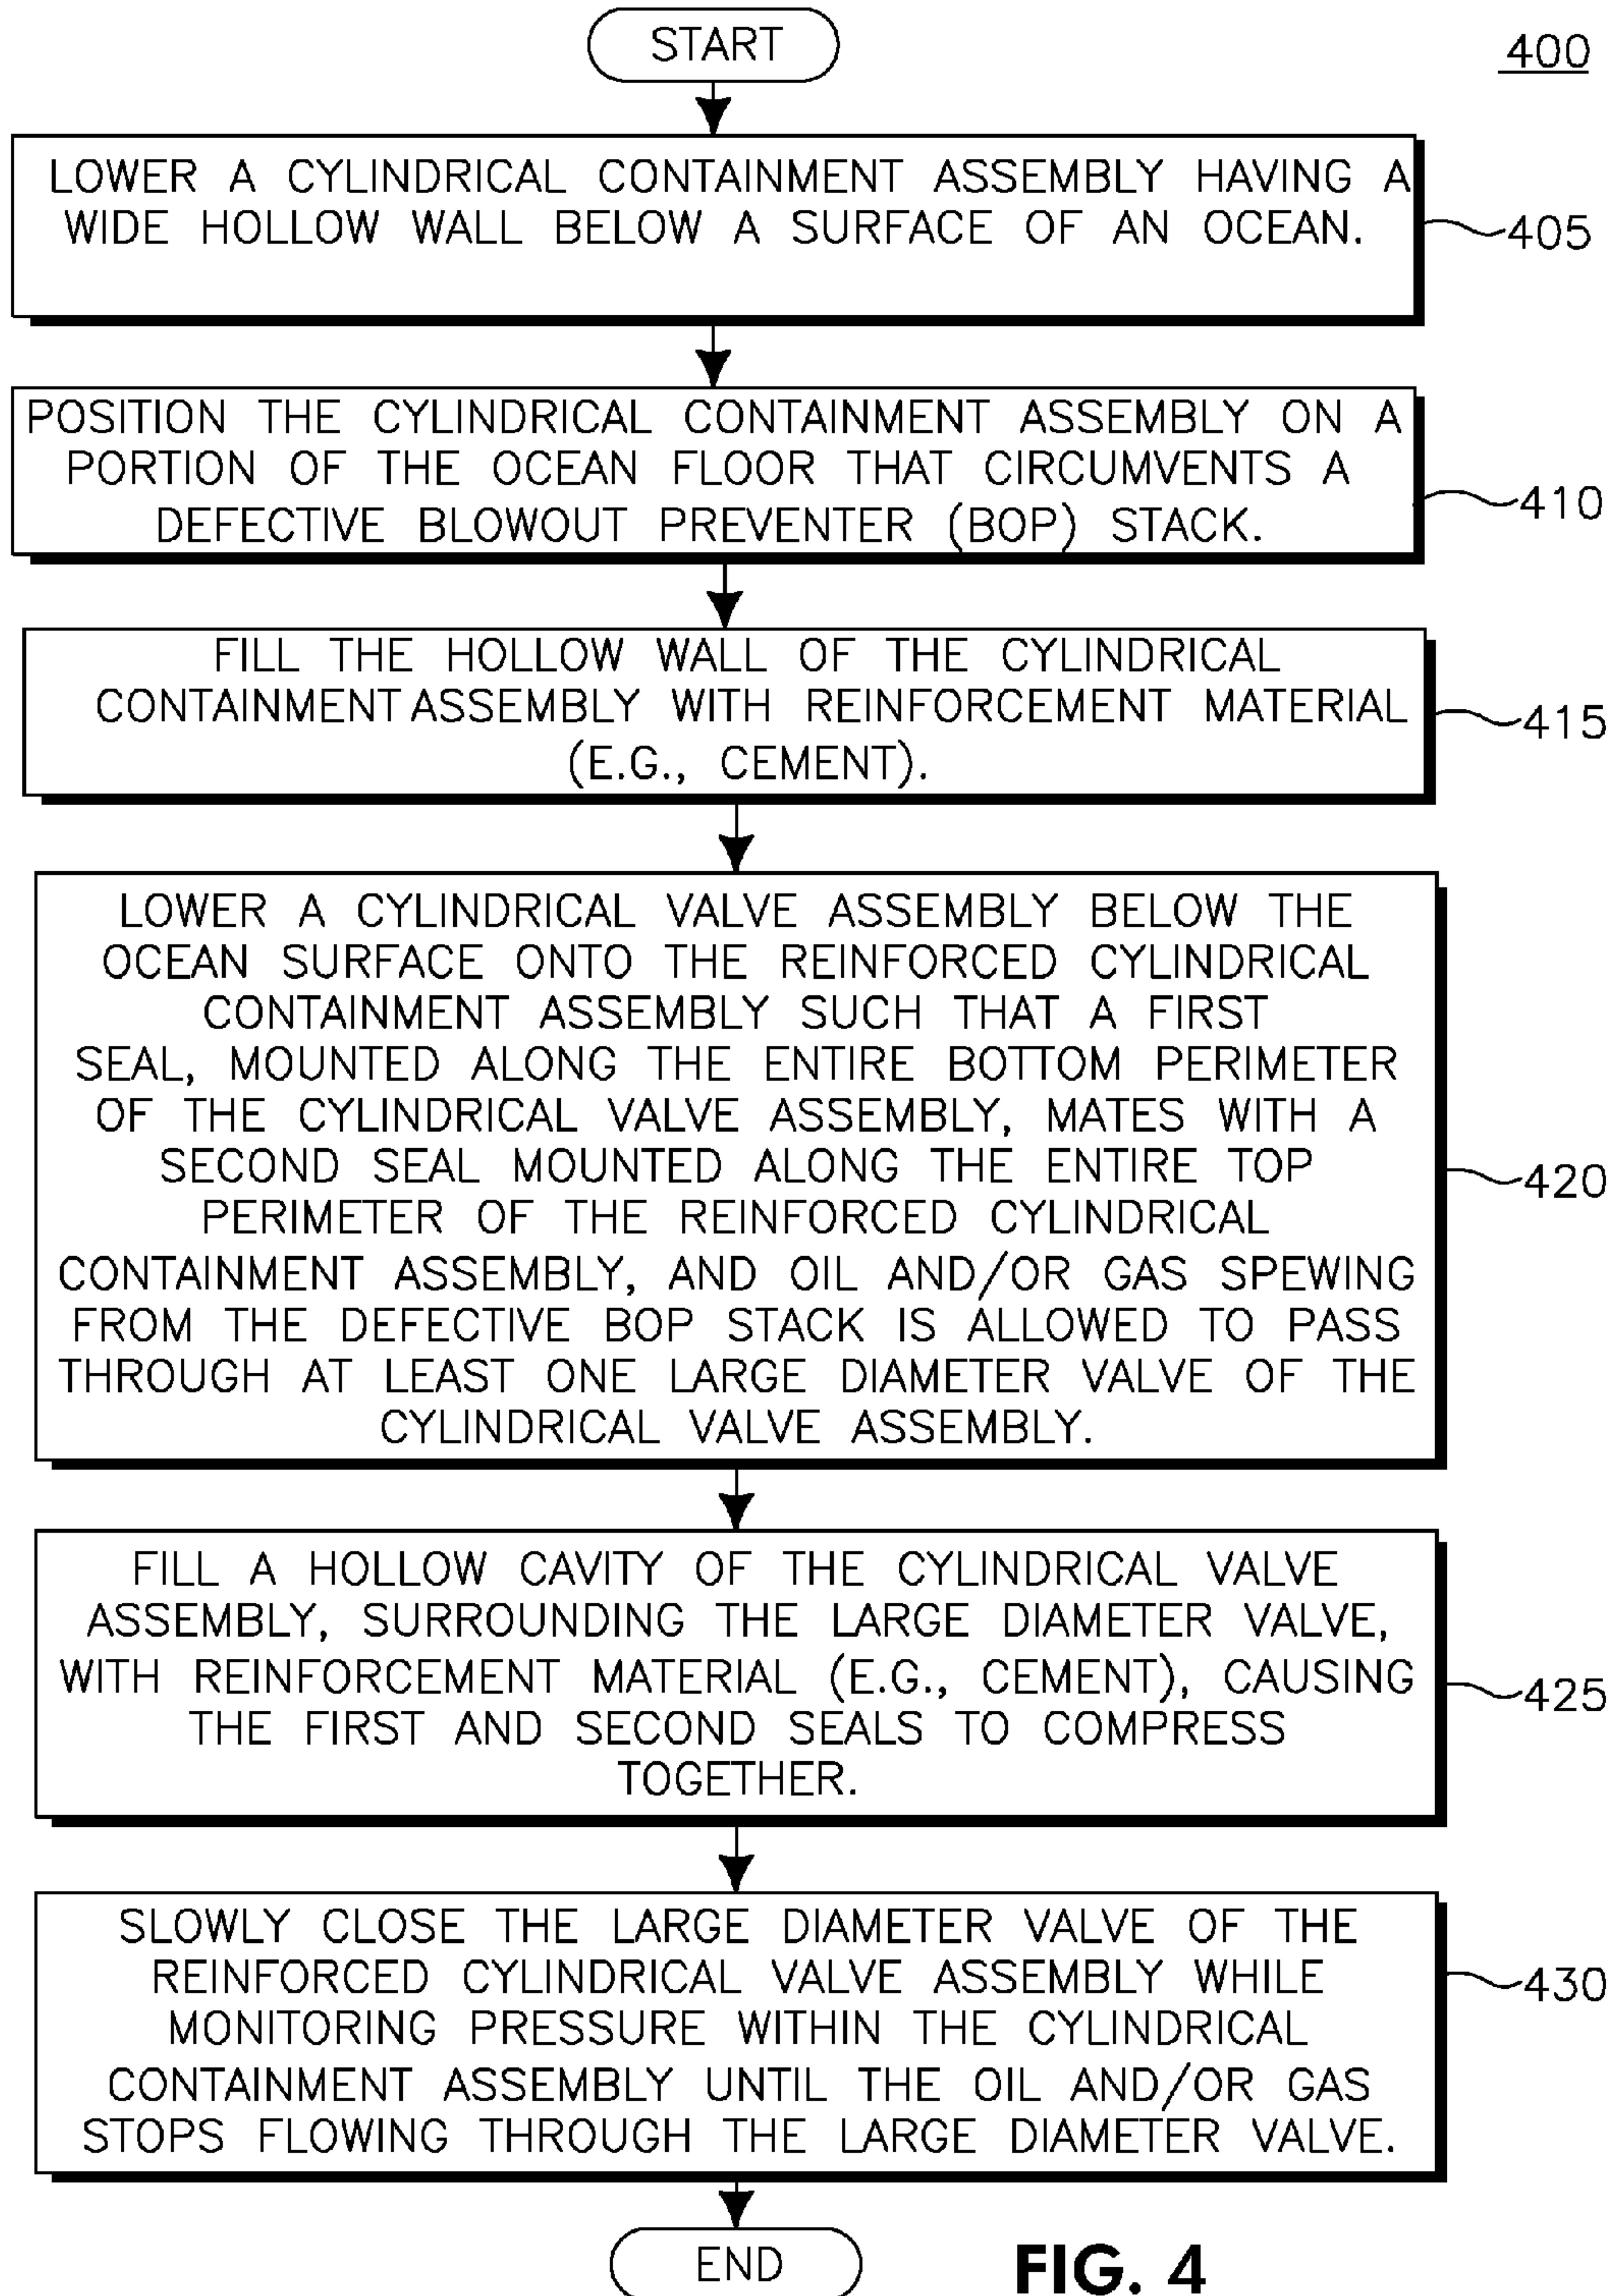 START
400
LOWER A CYLINDRICAL CONTAINMENT ASSEMBLY HAVING A
WIDE HOLLOW WALL BELOW A SURFACE OF AN OCEAN.
405
POSITION THE CYLINDRICAL CONTAINMENT ASSEMBLY ON A
PORTION OF THE OCEAN FLOOR THAT CIRCUMVENTS A
DEFECTIVE BLOWOUT PREVENTER (BOP) STACK.
410
FILL THE HOLLOW WALL OF THE CYLINDRICAL
CONTAINMENT ASSEMBLY WITH REINFORCEMENT MATERIAL
(E.G., CEMENT).
415
LOWER A CYLINDRICAL VALVE ASSEMBLY BELOW THE
OCEAN SURFACE ONTO THE REINFORCED CYLINDRICAL
CONTAINMENT ASSEMBLY SUCH THAT A FIRST
SEAL, MOUNTED ALONG THE ENTIRE BOTTOM PERIMETER
OF THE CYLINDRICAL VALVE ASSEMBLY, MATES WITH A
SECOND SEAL MOUNTED ALONG THE ENTIRE TOP
PERIMETER OF THE REINFORCED CYLINDRICAL
CONTAINMENT ASSEMBLY, AND OIL AND/OR GAS SPEWING
FROM THE DEFECTIVE BOP STACK IS ALLOWED TO PASS
THROUGH AT LEAST ONE LARGE DIAMETER VALVE OF THE
CYLINDRICAL VALVE ASSEMBLY.
420
FILL A HOLLOW CAVITY OF THE CYLINDRICAL VALVE
ASSEMBLY, SURROUNDING THE LARGE DIAMETER VALVE,
WITH REINFORCEMENT MATERIAL (E.G., CEMENT), CAUSING
THE FIRST AND SECOND SEALS TO COMPRESS
TOGETHER.
425
SLOWLY CLOSE THE LARGE DIAMETER VALVE OF THE
REINFORCED CYLINDRICAL VALVE ASSEMBLY WHILE
MONITORING PRESSURE WITHIN THE CYLINDRICAL
CONTAINMENT ASSEMBLY UNTIL THE OIL AND/OR GAS
STOPS FLOWING THROUGH THE LARGE DIAMETER VALVE.
430
END
FIG. 4